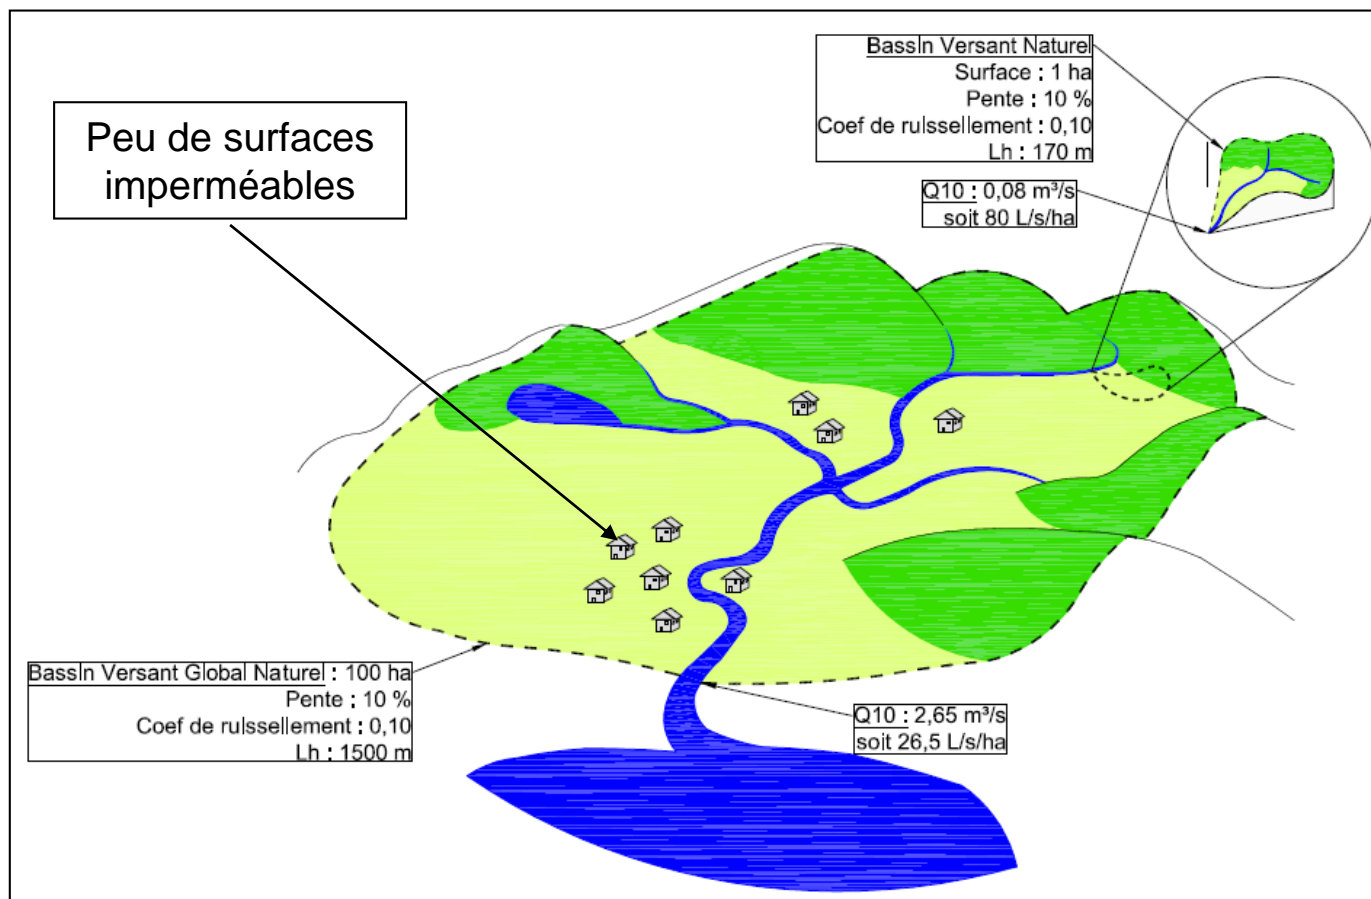 Bassin Versant Naturel
Surface : 1 ha
Pente : 10 %
Coef de ruissellement : 0,10
Lh : 170 m
Peu de surfaces
imperméables
Q10 : 0,08 m³/s
soit 80 L/s/ha
Bassin Versant Global Naturel : 100 ha
Pente : 10 %
Coef de ruissellement : 0,10
Lh : 1500 m
Q10 : 2,65 m³/s
soit 26,5 L/s/ha